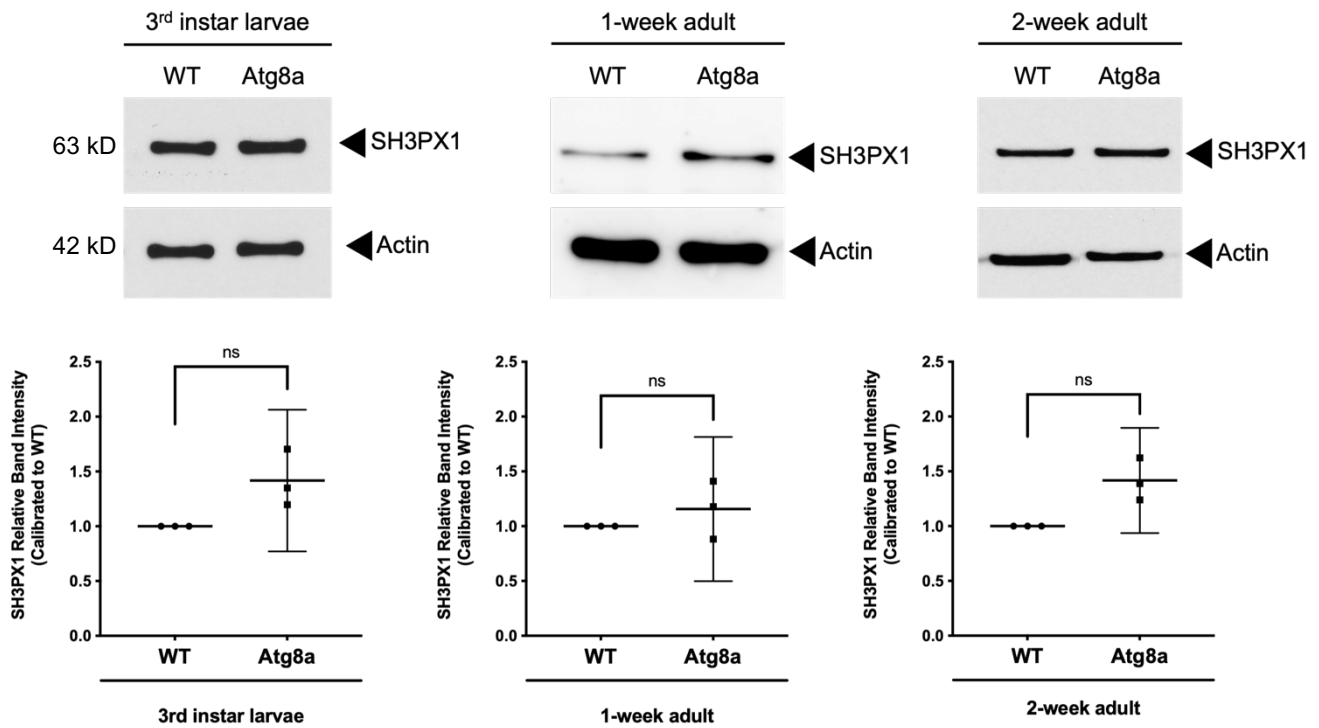 3rd instar larvae
WT Atg8a
63 kD
SH3PX1
42 kD
Actin
1-week adult
WT Atg8a
SH3PX1
Actin
2-week adult
WT Atg8a
SH3PX1
Actin
SH3PX1 Relative Band Intensity
(Calibrated to WT)
2.5
2.0
1.5
1.0
0.5
0.0
ns
WT Atg8a
3rd instar larvae
SH3PX1 Relative Band Intensity
(Calibrated to WT)
2.5
2.0
1.5
1.0
0.5
0.0
ns
WT Atg8a
1-week adult
SH3PX1 Relative Band Intensity
(Calibrated to WT)
2.5
2.0
1.5
1.0
0.5
0.0
ns
WT Atg8a
2-week adult